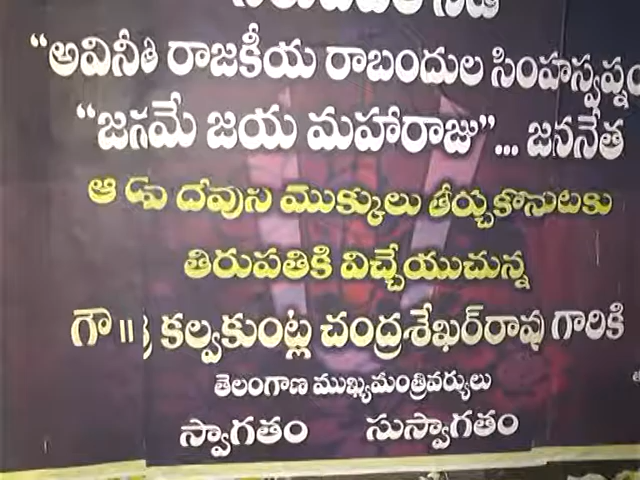 “అవినీతి రాజకీయ రాబందుల సింహస్వప్నం
“జనమే జయ మహారాజు”... జననేత
దేవుని మొక్కులు తీర్చుకొనుటకు
తిరుపతికి విచ్చేయుచున్న
గౌ॥ కల్వకుంట్ల చంద్రశేఖర్‌రావు గారికి
తెలంగాణ ముఖ్యమంత్రివర్యులు
స్వాగతం సుస్వాగతం